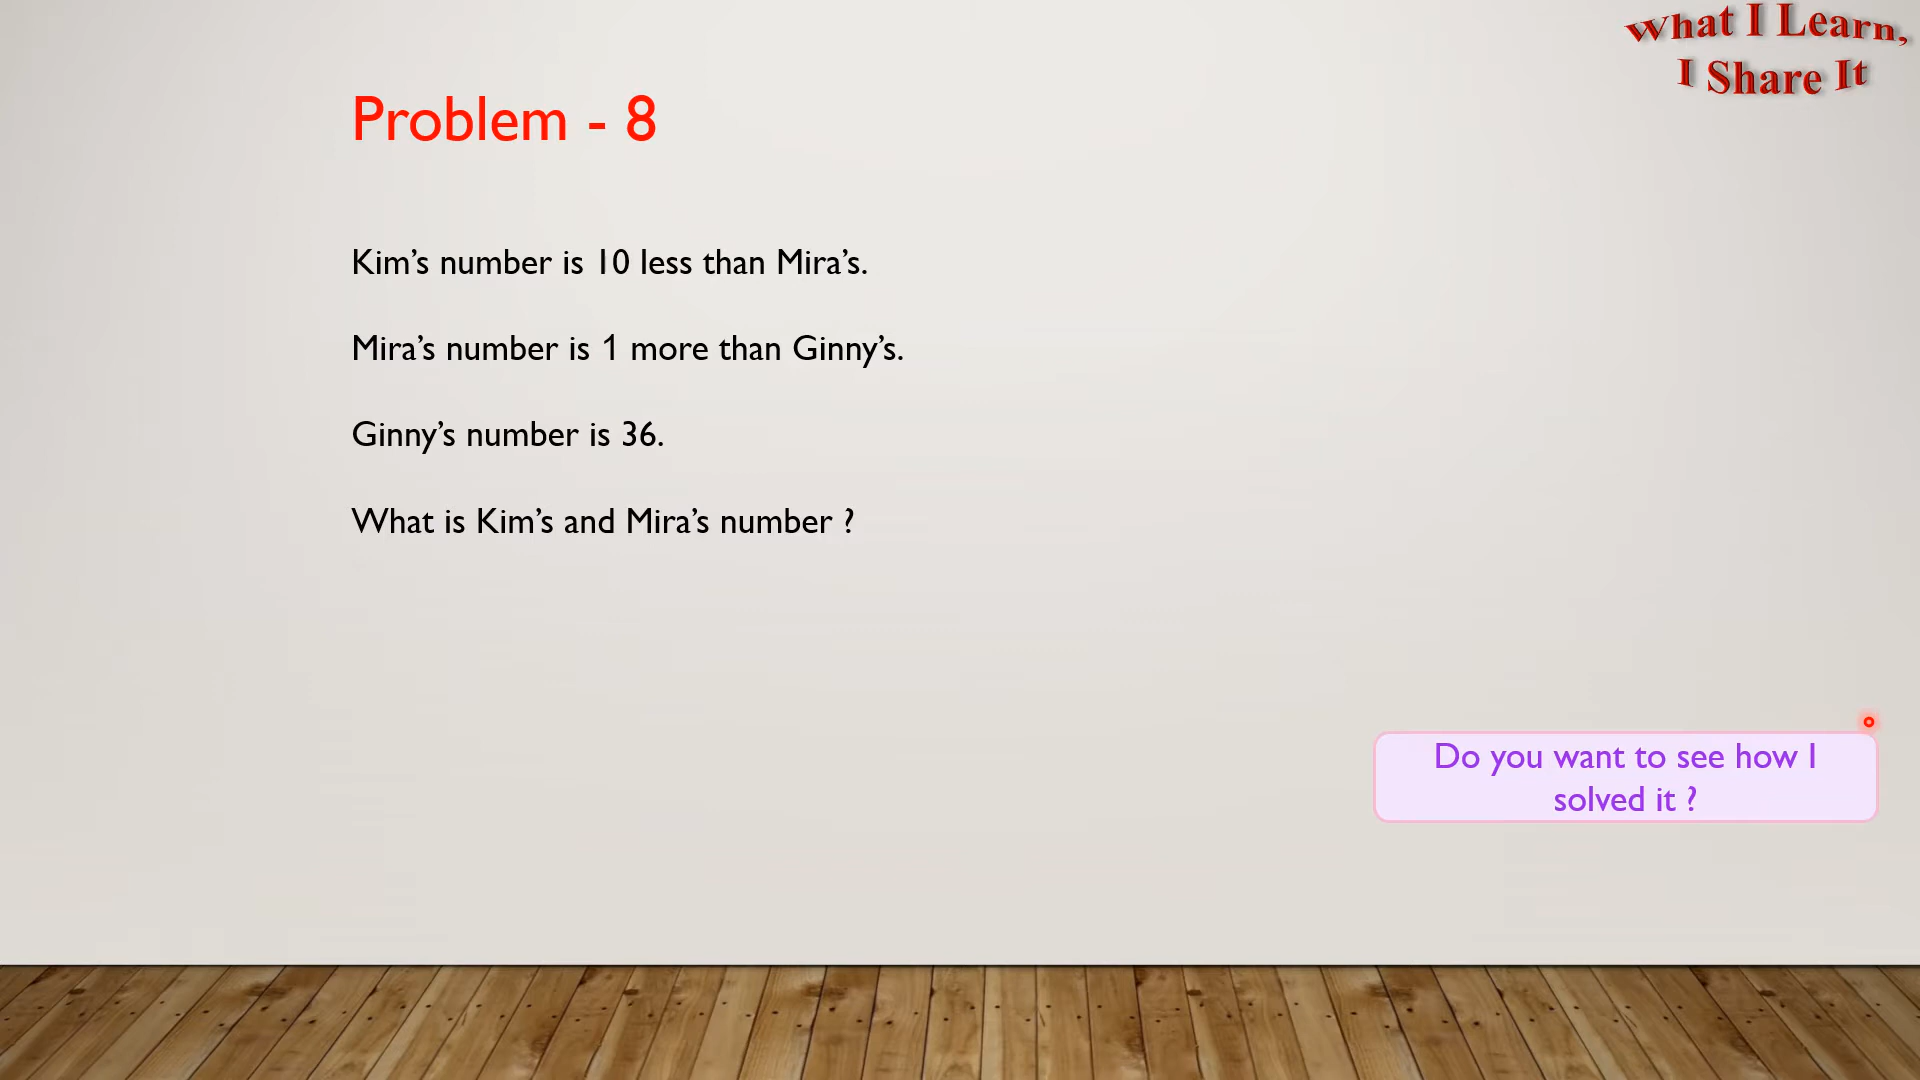 What I Learn,
I Share It
Problem - 8
Kim’s number is 10 less than Mira’s.
Mira’s number is 1 more than Ginny’s.
Ginny’s number is 36.
What is Kim’s and Mira’s number ?
Do you want to see how I
solved it ?